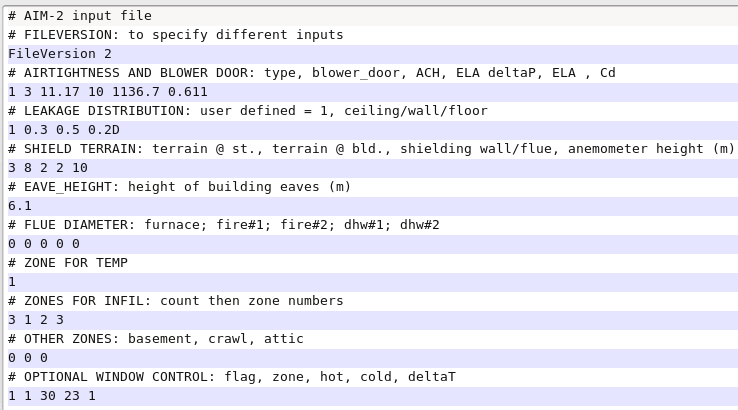 # AIM-2 input file
# FILEVERSION: to specify different inputs
FileVersion 2
# AIRTIGHTNESS AND BLOWER DOOR: type, blower_door, ACH, ELA deltaP, ELA , Cd
1 3 11.17 10 1136.7 0.611
# LEAKAGE DISTRIBUTION: user defined = 1, ceiling/wall/floor
1 0.3 0.5 0.2D
# SHIELD TERRAIN: terrain @ st., terrain @ bld., shielding wall/flue, anemometer height (m)
3 8 2 2 10
# EAVE_HEIGHT: height of building eaves (m)
6.1
# FLUE DIAMETER: furnace; fire#1; fire#2; dhw#1; dhw#2
0 0 0 0 0
# ZONE FOR TEMP
1
# ZONES FOR INFIL: count then zone numbers
3 1 2 3
# OTHER ZONES: basement, crawl, attic
0 0 0
# OPTIONAL WINDOW CONTROL: flag, zone, hot, cold, deltaT
1 1 30 23 1